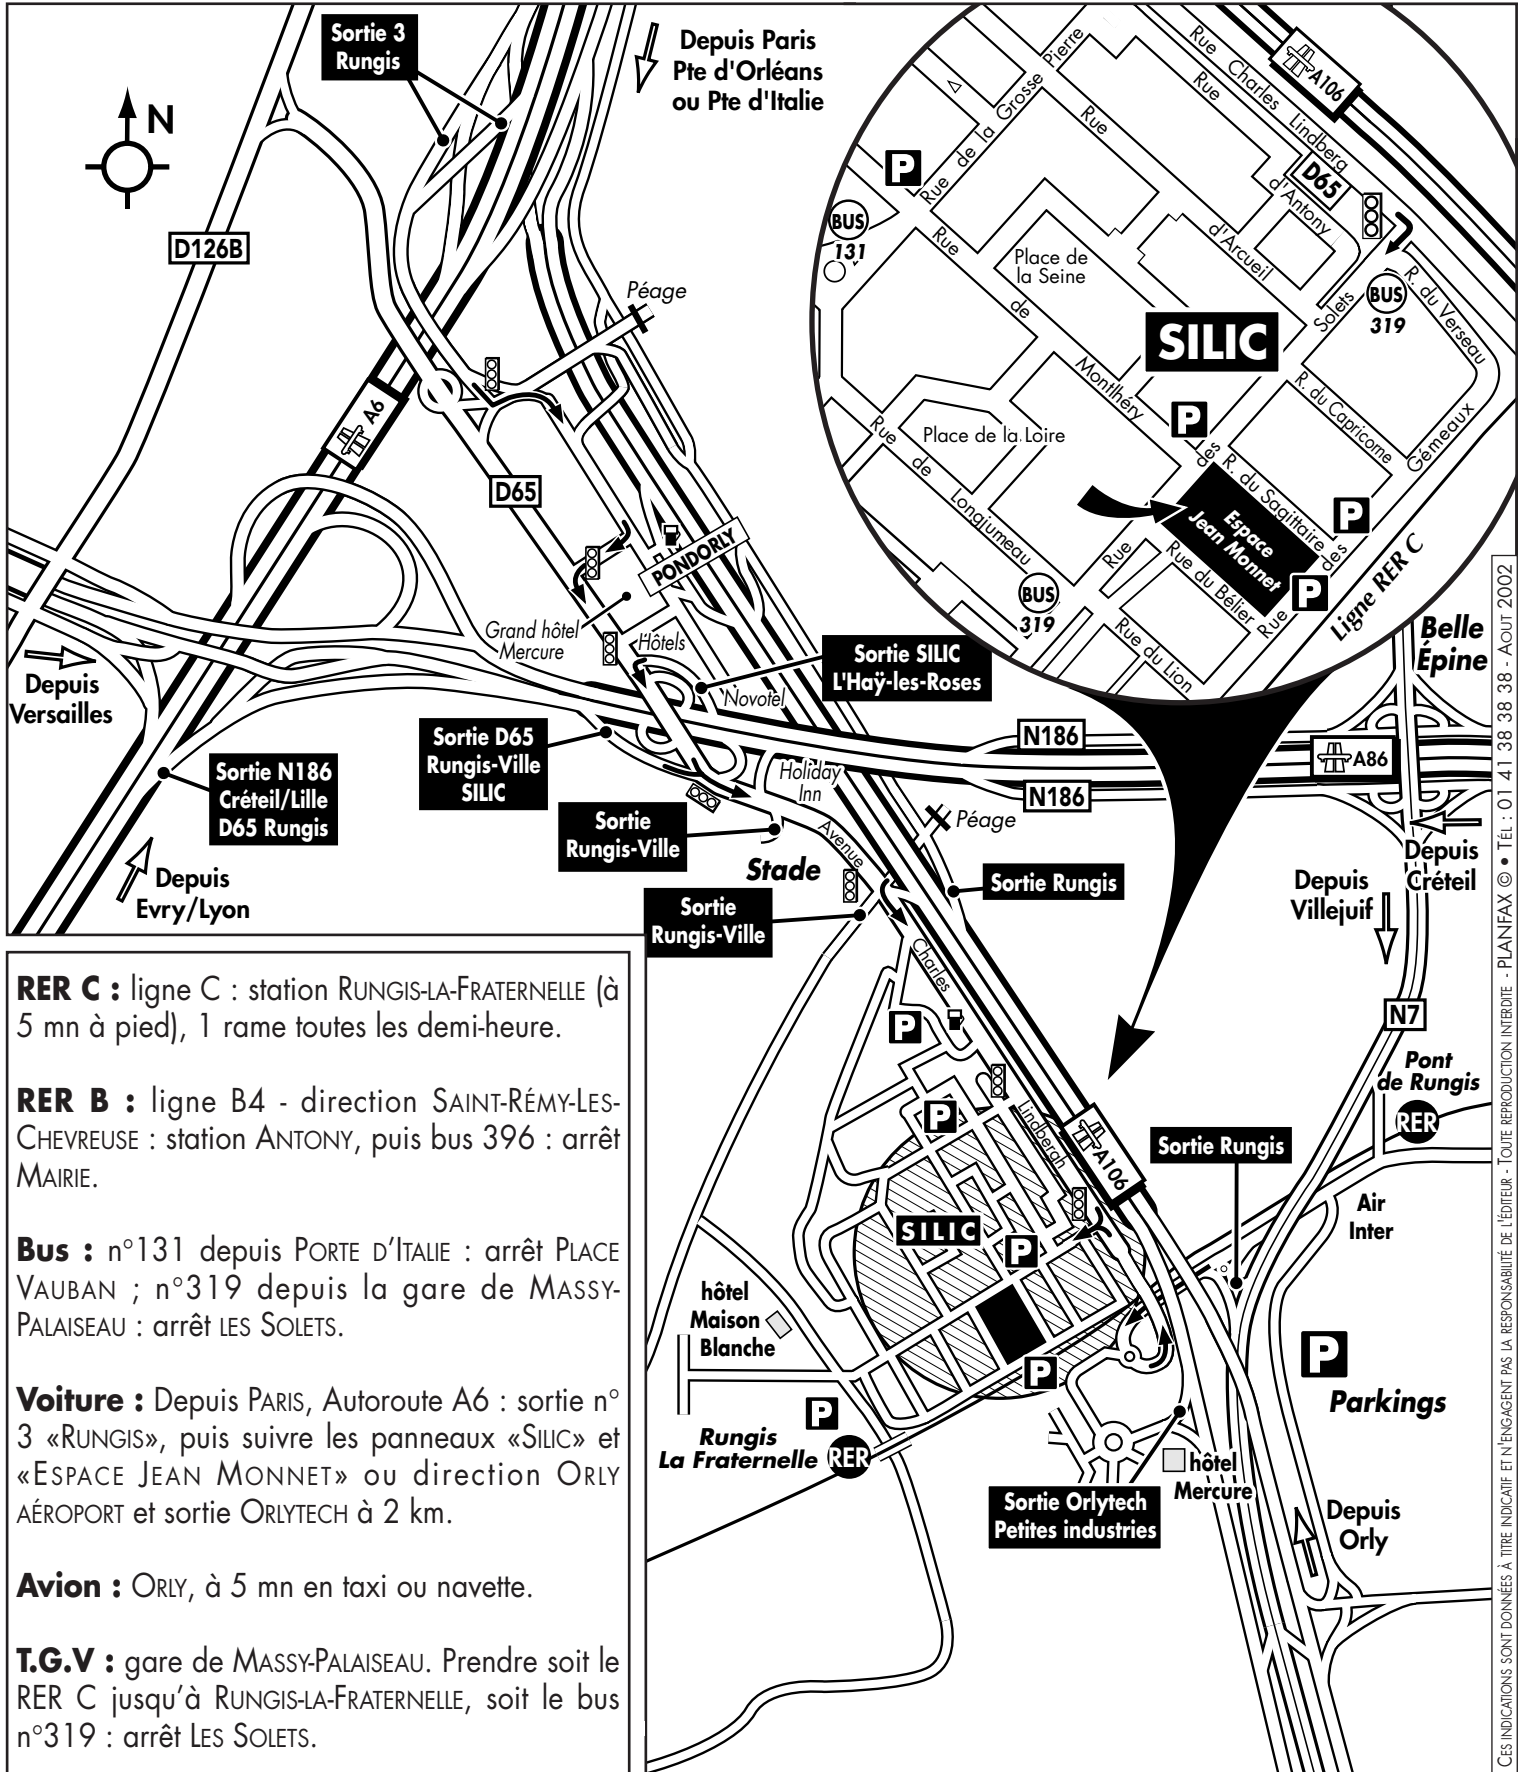 Sortie 3
Rungis
Depuis Paris
Pte d'Orléans
ou Pte d'Italie
N
D126B
Péage
A6
D65
PONDORLY
Grand hôtel
Mercure
Hôtels
Novotel
Sortie SILIC
L'Haÿ-les-Roses
Depuis
Versailles
Sortie N186
Créteil/Lille
D65 Rungis
Sortie D65
Rungis-Ville
SILIC
Holiday
Inn
Sortie
Rungis-Ville
Stade
Avenue
Depuis
Evry/Lyon
Sortie
Rungis-Ville
Péage
Sortie Rungis
N186
N186
A86
Belle
Épine
Depuis
Créteil
Depuis
Villejuif
N7
Pont
de Rungis
RER
Rue Charles Lindberg
A106
D65
Rue de la Grosse Pierre
Rue d'Arcueil
Rue d'Antony
P
BUS
131
Place de
la Seine
Rue de Monthéry
SILIC
Solets
BUS
319
R. du Verseau
R. du Capricorne
Gémeaux
P
des
R. du Sagittaire
Place de la Loire
Rue de Longjumeau
Espace
Jean Monnet
P
des
P
Rue
Rue
Rue du Bélier
Rue du Lion
BUS
319
Ligne RER C
Charles
P
P
Lindbergh
A106
SILIC
P
P
Sortie Rungis
Air
Inter
hôtel
Maison
Blanche
P
Rungis
La Fraternelle
RER
P
Parkings
hôtel
Mercure
Sortie Orlytech
Petites industries
Depuis
Orly
RER C : ligne C : station RUNGIS-LA-FRATERNELLE (à
5 mn à pied), 1 rame toutes les demi-heure.
RER B : ligne B4 - direction SAINT-RÉMY-LES-
CHEVREUSE : station ANTONY, puis bus 396 : arrêt
MAIRIE.
Bus : n°131 depuis PORTE D'ITALIE : arrêt PLACE
VAUBAN ; n°319 depuis la gare de MASSY-
PALAISEAU : arrêt LES SOLETS.
Voiture : Depuis PARIS, Autoroute A6 : sortie n°
3 «RUNGIS», puis suivre les panneaux «SILIC» et
«ESPACE JEAN MONNET» ou direction ORLY
AÉROPORT et sortie ORLYTECH à 2 km.
Avion : ORLY, à 5 mn en taxi ou navette.
T.G.V : gare de MASSY-PALAISEAU. Prendre soit le
RER C jusqu'à RUNGIS-LA-FRATERNELLE, soit le bus
n°319 : arrêt LES SOLETS.
CES INDICATIONS SONT DONNÉES À TITRE INDICATIF ET N'ENGAGENT PAS LA RESPONSABILITÉ DE L'ÉDITEUR - TOUTE REPRODUCTION INTERDITE - PLANFAX © • TÉL : 01 41 38 38 38 - AOUT 2002